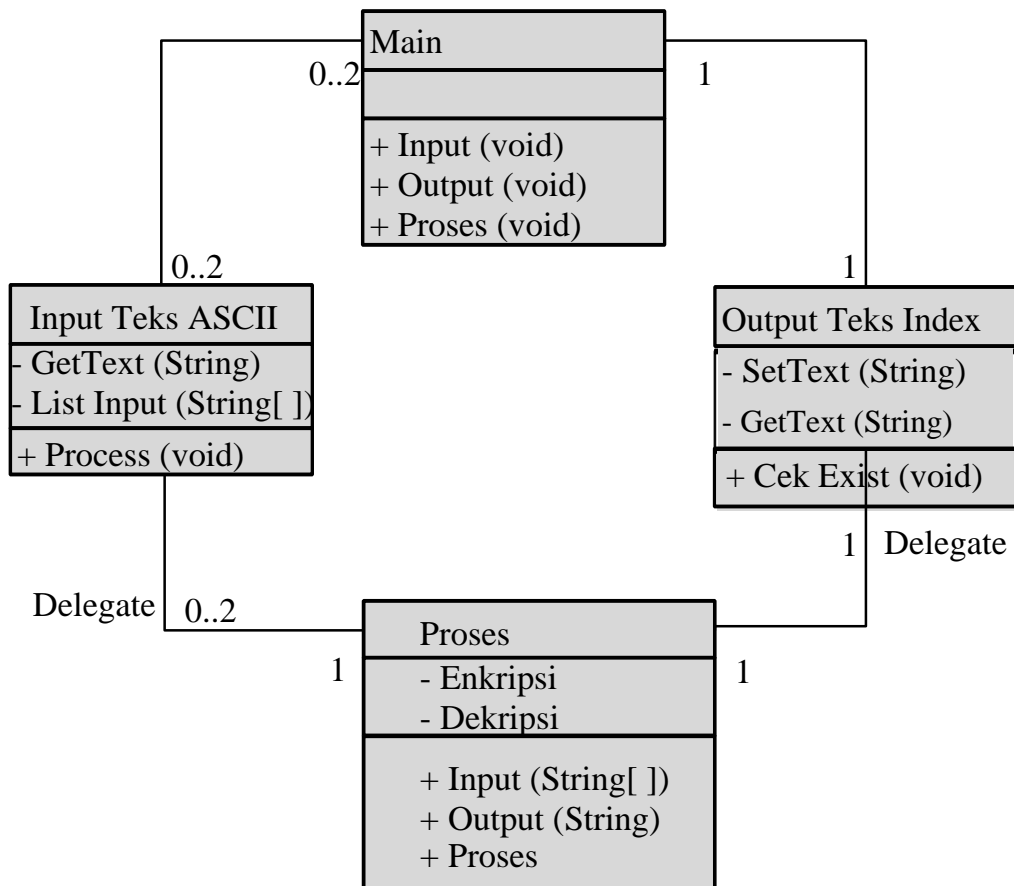 Main
0..2
1
+ Input (void)
+ Output (void)
+ Proses (void)
0..2
1
Input Teks ASCII
- GetText (String)
- List Input (String[ ])
+ Process (void)
Output Teks Index
- SetText (String)
- GetText (String)
+ Cek Exist (void)
Delegate
0..2
1
1
Delegate
1
Proses
- Enkripsi
- Dekripsi
+ Input (String[ ])
+ Output (String)
+ Proses